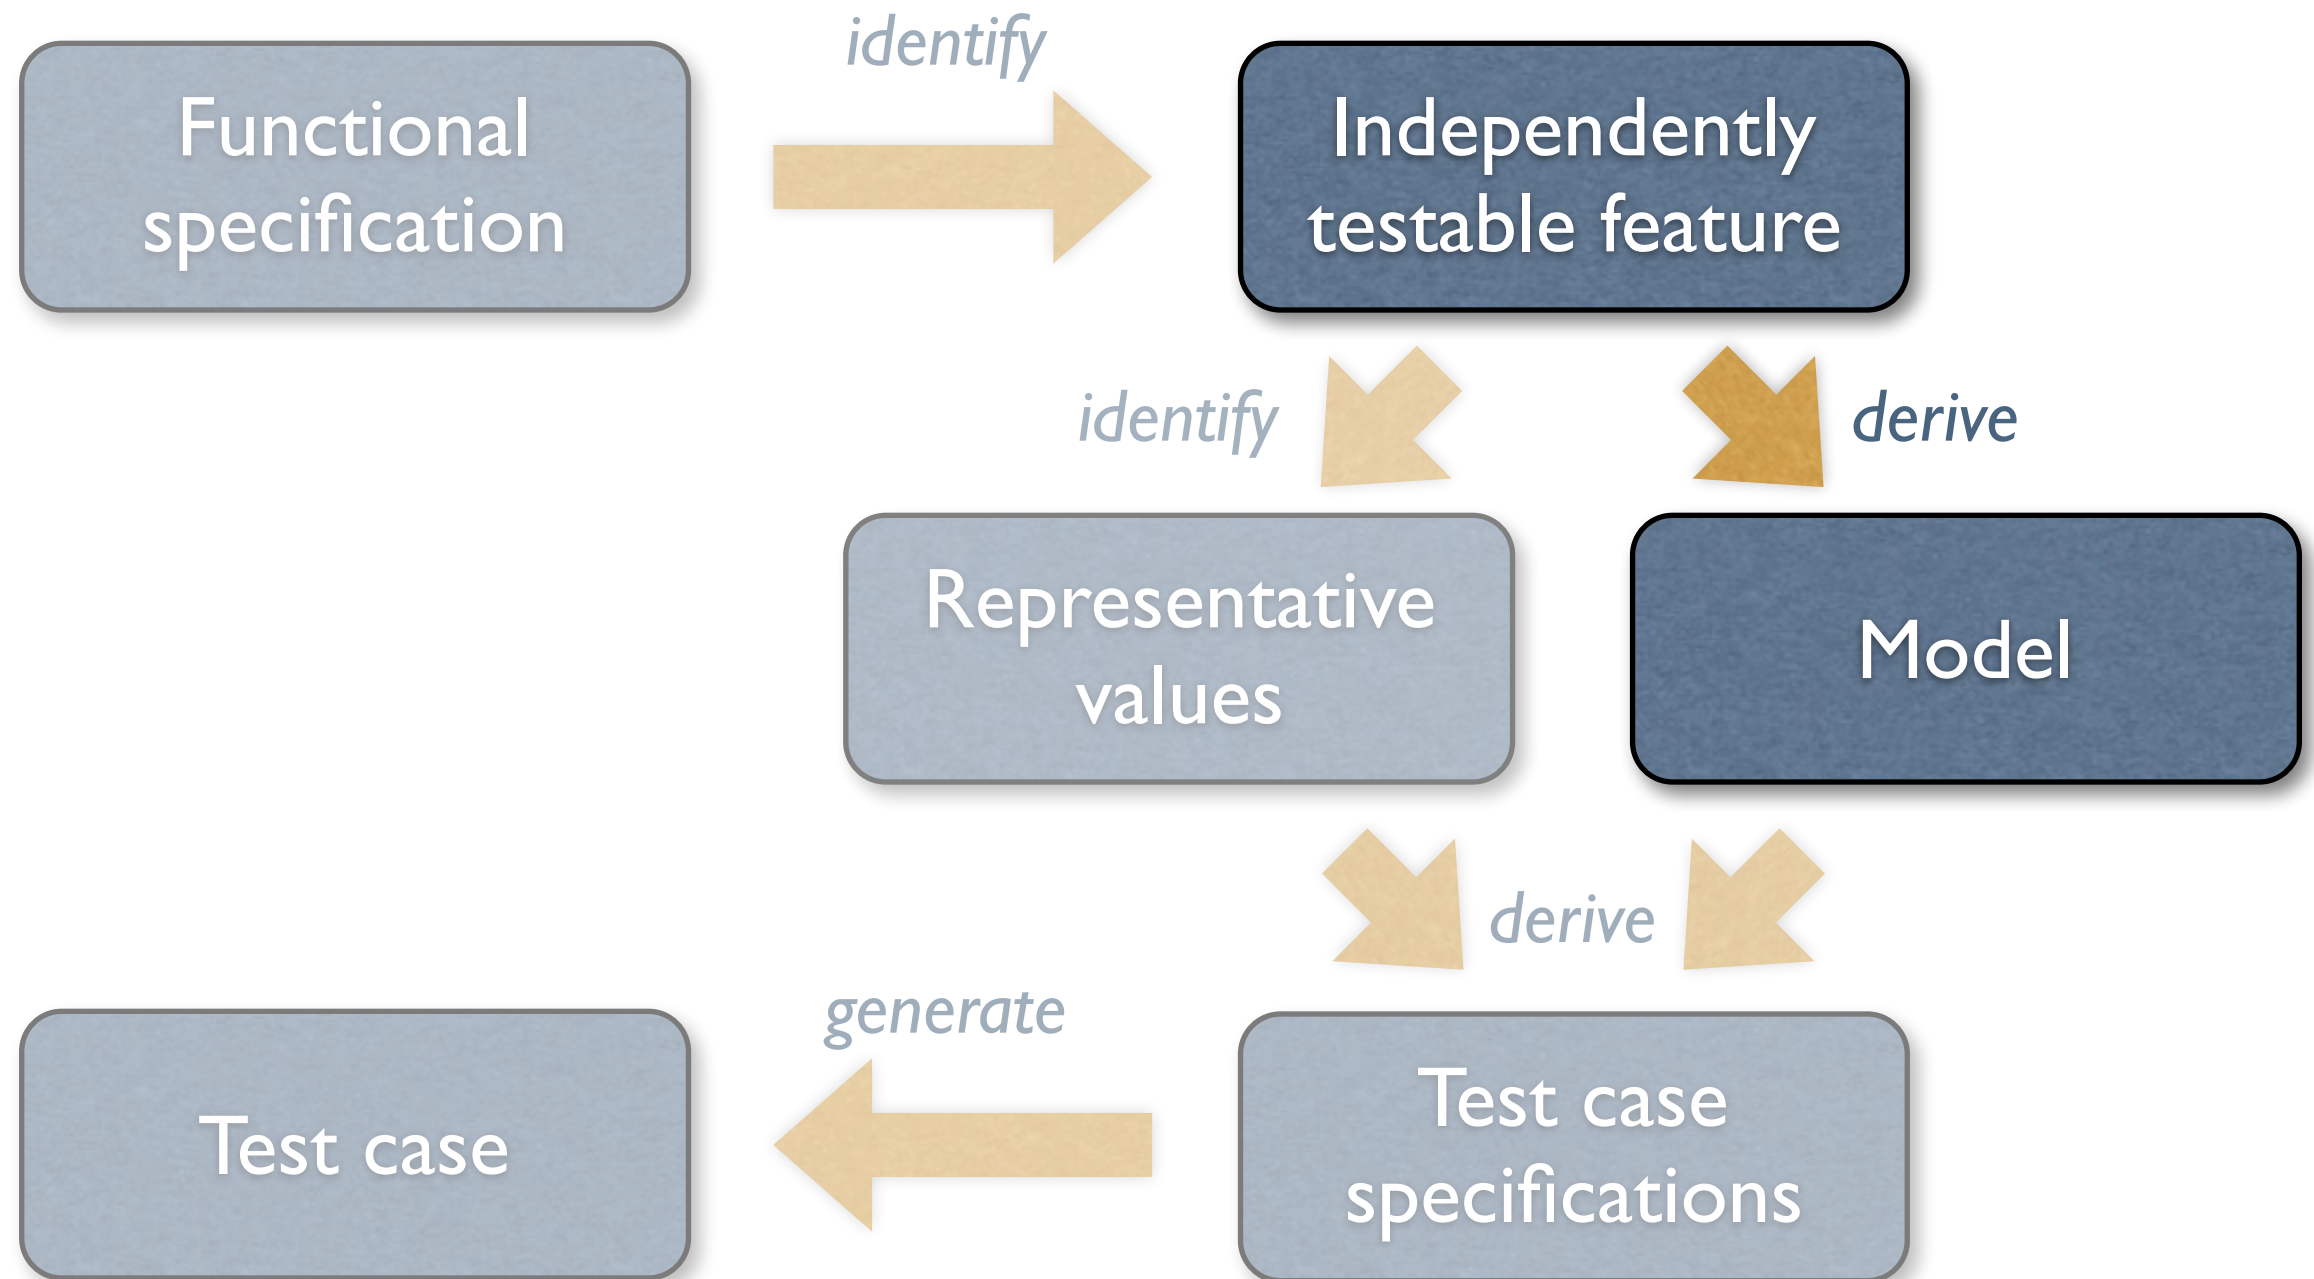 identify
Functional
specification
Independently
testable feature
identify
derive
Representative
values
Model
derive
generate
Test case
Test case
specifications